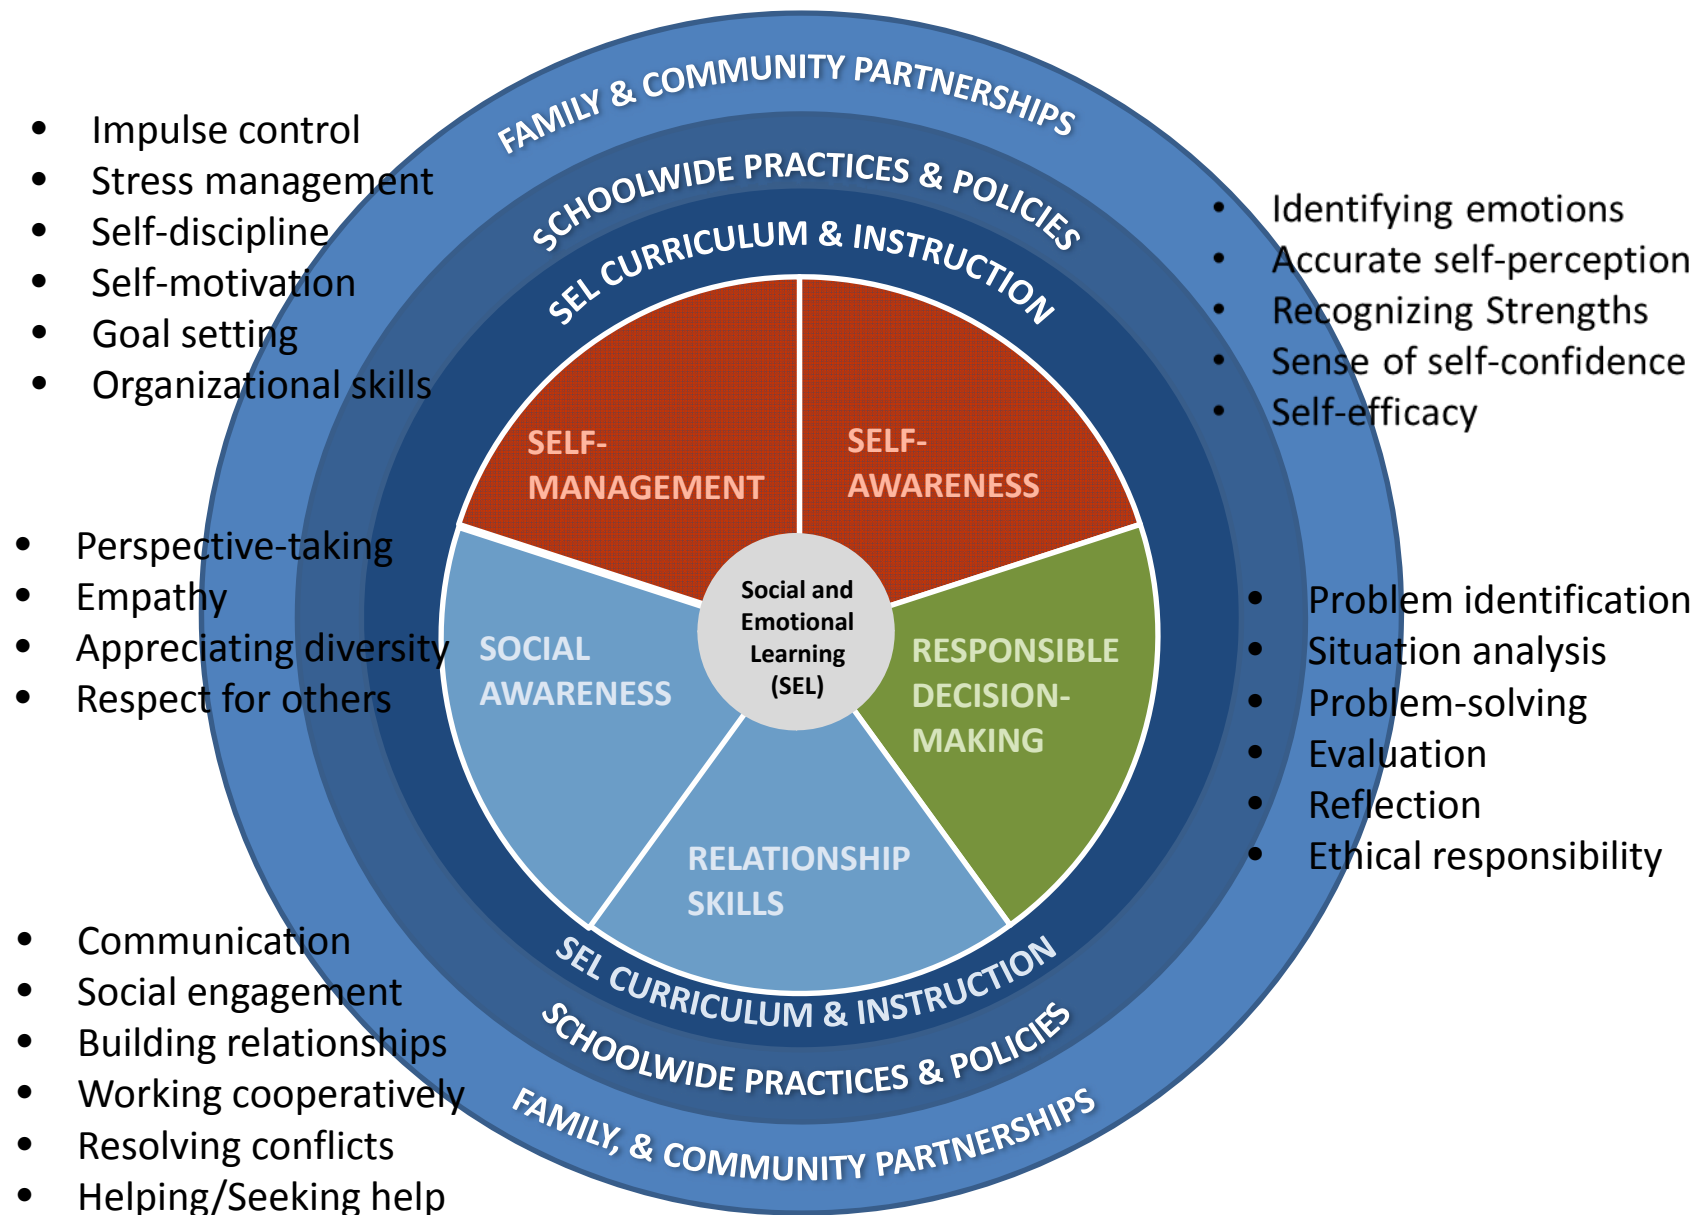 FAMILY & COMMUNITY PARTNERSHIPS
SCHOOLWIDE PRACTICES & POLICIES
SEL CURRICULUM & INSTRUCTION
• Impulse control
• Stress management
• Self-discipline
• Self-motivation
• Goal setting
• Organizational skills
• Identifying emotions
• Accurate self-perception
• Recognizing Strengths
• Sense of self-confidence
• Self-efficacy
SELF-
MANAGEMENT
SELF-
AWARENESS
• Perspective-taking
• Empathy
• Appreciating diversity
• Respect for others
SOCIAL
AWARENESS
Social and
Emotional
Learning
(SEL)
RESPONSIBLE
DECISION-
MAKING
• Problem identification
• Situation analysis
• Problem-solving
• Evaluation
• Reflection
• Ethical responsibility
RELATIONSHIP
SKILLS
• Communication
• Social engagement
• Building relationships
• Working cooperatively
• Resolving conflicts
• Helping/Seeking help
SEL CURRICULUM & INSTRUCTION
SCHOOLWIDE PRACTICES & POLICIES
FAMILY, & COMMUNITY PARTNERSHIPS